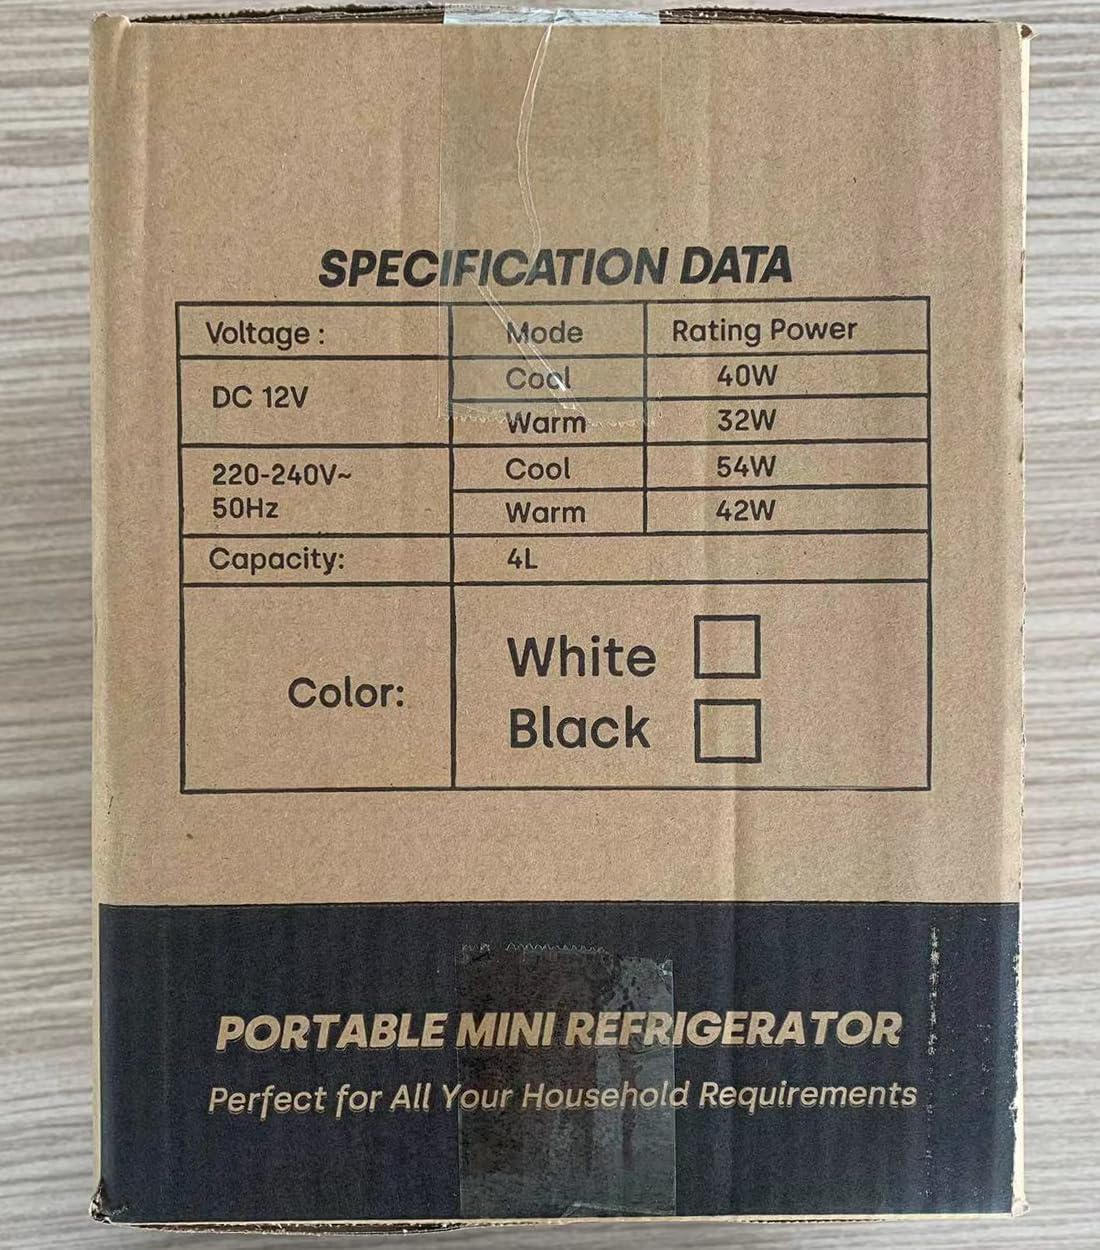 SPECIFICATION DATA
Voltage : Mode Rating Power
DC 12V Cool 40W
Warm 32W
220-240V~ 50Hz Cool 54W
Warm 42W
Capacity: 4L
Color: White
Black
PORTABLE MINI REFRIGERATOR
Perfect for All Your Household Requirements